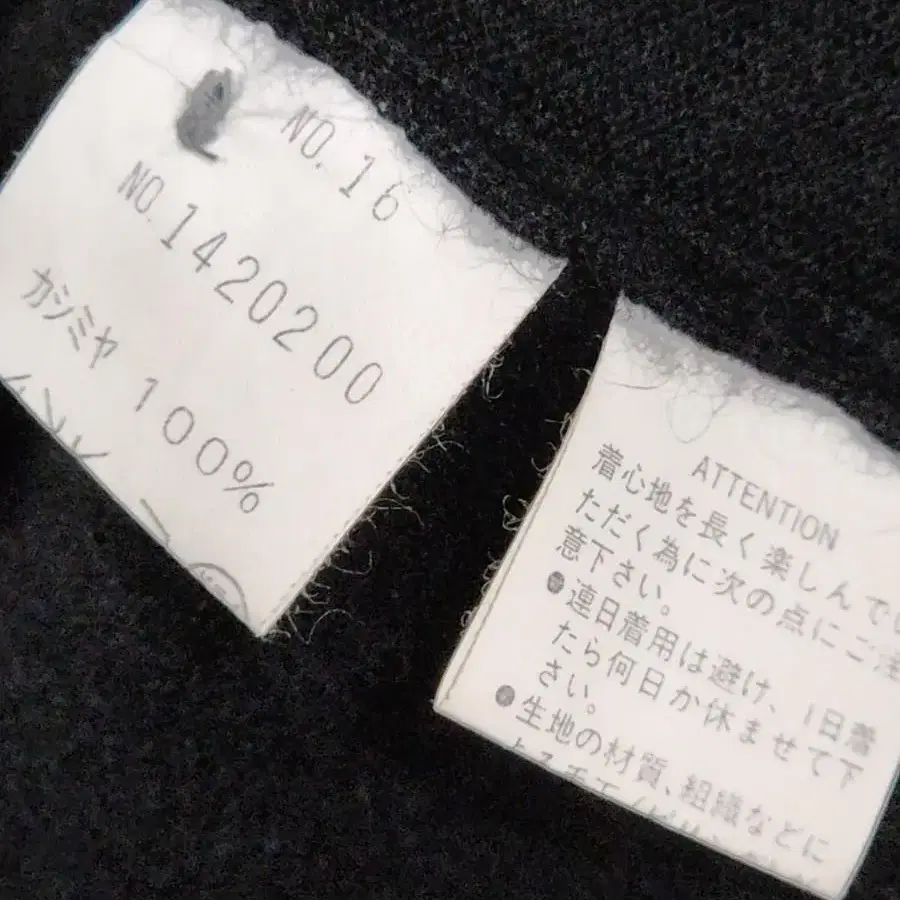 NO. 16
NO. 1420200
カシミヤ 100%
ATTENTION
着心地を長く楽しんでい
ただく為に次の点にご注
意下さい。
●連日着用は避け、1日着
たら何日か休ませて下
さい。
●生地の材質、組織などに